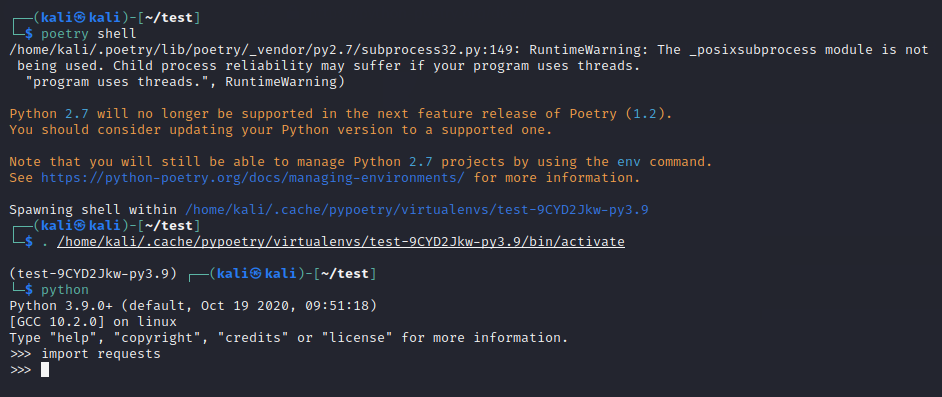 ┌──(kali㉿kali)-[~/test]
└─$ poetry shell
/home/kali/.poetry/lib/poetry/_vendor/py2.7/subprocess32.py:149: RuntimeWarning: The _posixsubprocess module is not
 being used. Child process reliability may suffer if your program uses threads.
  "program uses threads.", RuntimeWarning)
Python 2.7 will no longer be supported in the next feature release of Poetry (1.2).
You should consider updating your Python version to a supported one.
Note that you will still be able to manage Python 2.7 projects by using the env command.
See https://python-poetry.org/docs/managing-environments/ for more information.
Spawning shell within /home/kali/.cache/pypoetry/virtualenvs/test-9CYD2Jkw-py3.9
┌──(kali㉿kali)-[~/test]
└─$ . /home/kali/.cache/pypoetry/virtualenvs/test-9CYD2Jkw-py3.9/bin/activate
(test-9CYD2Jkw-py3.9) ┌──(kali㉿kali)-[~/test]
└─$ python
Python 3.9.0+ (default, Oct 19 2020, 09:51:18)
[GCC 10.2.0] on linux
Type "help", "copyright", "credits" or "license" for more information.
>>> import requests
>>>